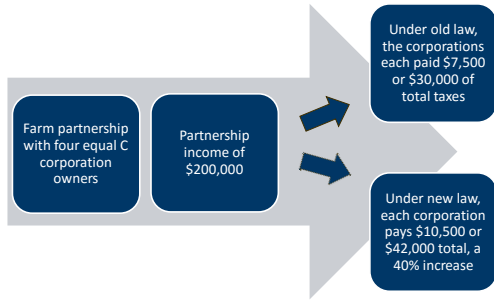 Farm partnership
with four equal C
corporation
owners
Partnership
income of
$200,000
Under old law,
the corporations
each paid $7,500
or $30,000 of
total taxes
Under new law,
each corporation
pays $10,500 or
$42,000 total, a
40% increase